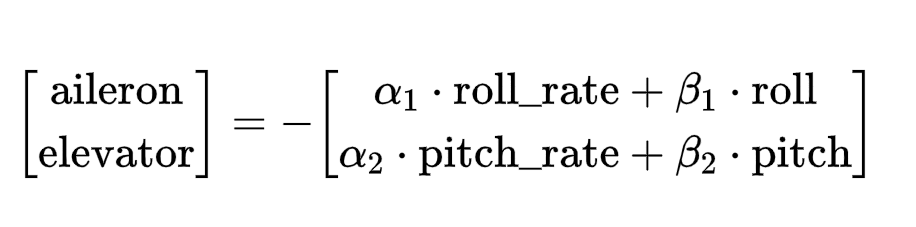 [aileron
elevator] = −[α₁ · roll_rate + β₁ · roll
α₂ · pitch_rate + β₂ · pitch]